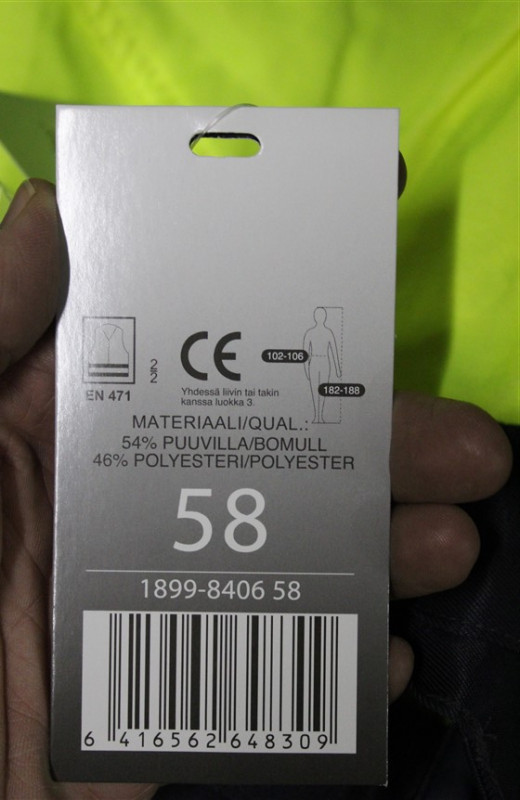 EN 471
2
2
CE
Yhdessä liivin tai takin
kanssa luokka 3.
102-106
182-188
MATERIAALI/QUAL.:
54% PUUVILLA/BOMULL
46% POLYESTERI/POLYESTER
58
1899-8406 58
6 416562 648309